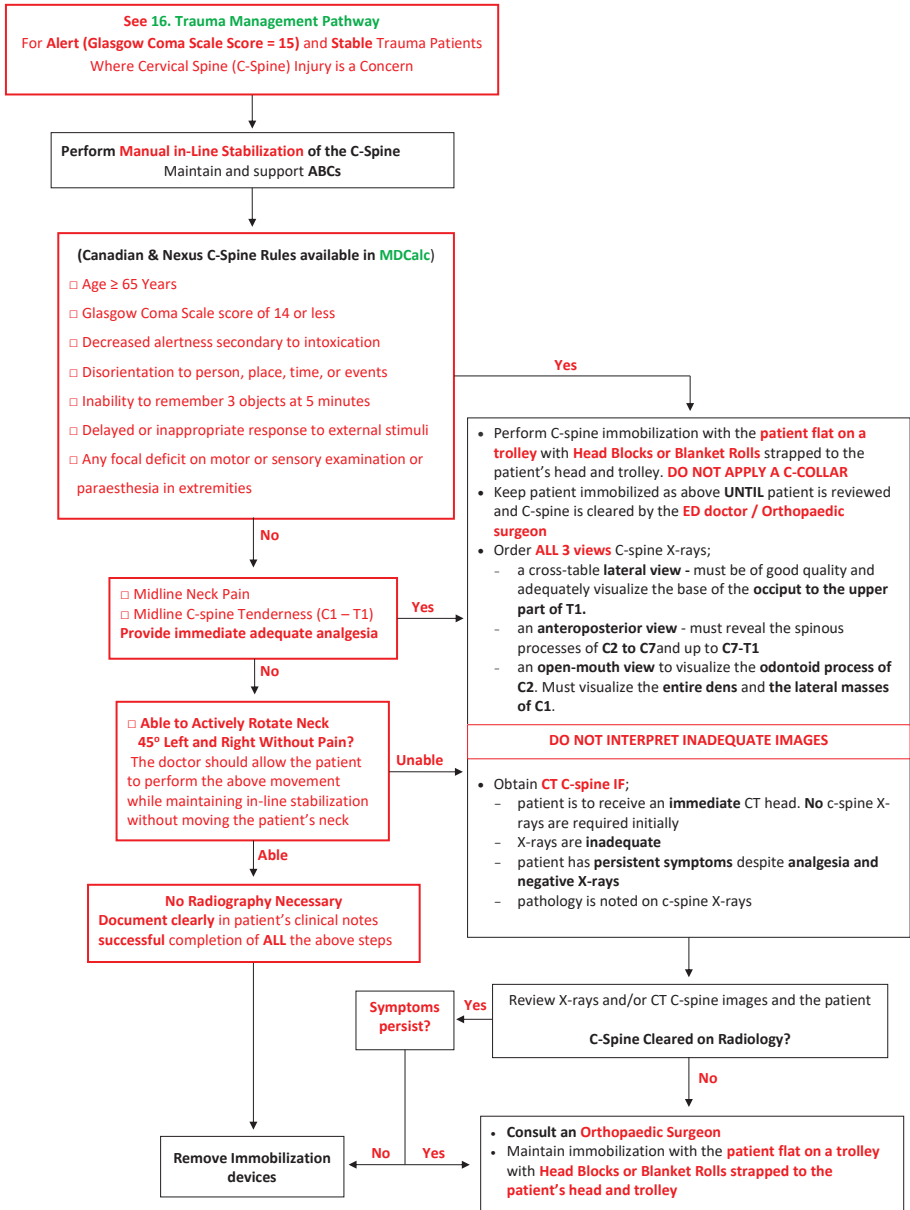 See 16. Trauma Management Pathway
For Alert (Glasgow Coma Scale Score = 15) and Stable Trauma Patients
Where Cervical Spine (C-Spine) Injury is a Concern
Perform Manual in-Line Stabilization of the C-Spine
Maintain and support ABCs
(Canadian & Nexus C-Spine Rules available in MDCalc)
□ Age ≥ 65 Years
□ Glasgow Coma Scale score of 14 or less
□ Decreased alertness secondary to intoxication
□ Disorientation to person, place, time, or events
□ Inability to remember 3 objects at 5 minutes
□ Delayed or inappropriate response to external stimuli
□ Any focal deficit on motor or sensory examination or
paraesthesia in extremities
Yes
No
□ Midline Neck Pain
□ Midline C-spine Tenderness (C1 – T1)
Provide immediate adequate analgesia
Yes
No
□ Able to Actively Rotate Neck
45° Left and Right Without Pain?
The doctor should allow the patient
to perform the above movement
while maintaining in-line stabilization
without moving the patient's neck
Unable
Able
No Radiography Necessary
Document clearly in patient's clinical notes
successful completion of ALL the above steps
• Perform C-spine immobilization with the patient flat on a
trolley with Head Blocks or Blanket Rolls strapped to the
patient's head and trolley. DO NOT APPLY A C-COLLAR
• Keep patient immobilized as above UNTIL patient is reviewed
and C-spine is cleared by the ED doctor / Orthopaedic
surgeon
• Order ALL 3 views C-spine X-rays;
- a cross-table lateral view - must be of good quality and
adequately visualize the base of the occiput to the upper
part of T1.
- an anteroposterior view - must reveal the spinous
processes of C2 to C7and up to C7-T1
- an open-mouth view to visualize the odontoid process of
C2. Must visualize the entire dens and the lateral masses
of C1.
DO NOT INTERPRET INADEQUATE IMAGES
• Obtain CT C-spine IF;
- patient is to receive an immediate CT head. No c-spine X-
rays are required initially
- X-rays are inadequate
- patient has persistent symptoms despite analgesia and
negative X-rays
- pathology is noted on c-spine X-rays
Review X-rays and/or CT C-spine images and the patient
C-Spine Cleared on Radiology?
Yes
Symptoms
persist?
No
No
Yes
Remove Immobilization
devices
• Consult an Orthopaedic Surgeon
• Maintain immobilization with the patient flat on a trolley
with Head Blocks or Blanket Rolls strapped to the
patient's head and trolley